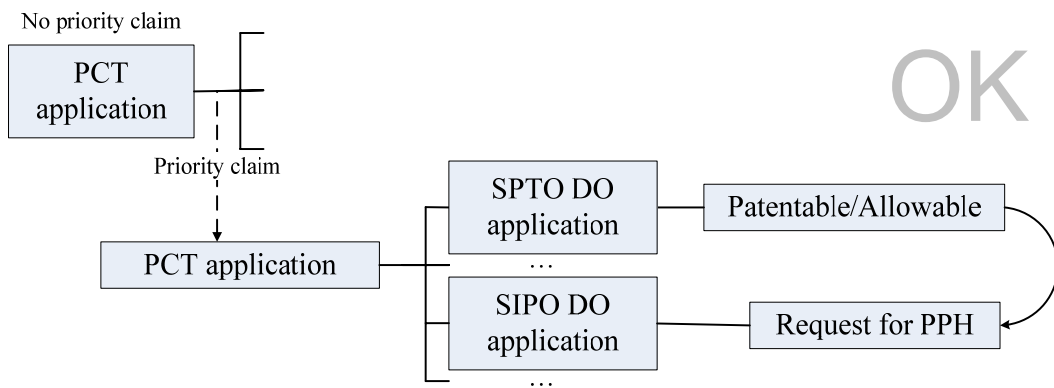 No priority claim
PCT
application
OK
Priority claim
SPTO DO
application
Patentable/Allowable
PCT application
…
SIPO DO
application
Request for PPH
…